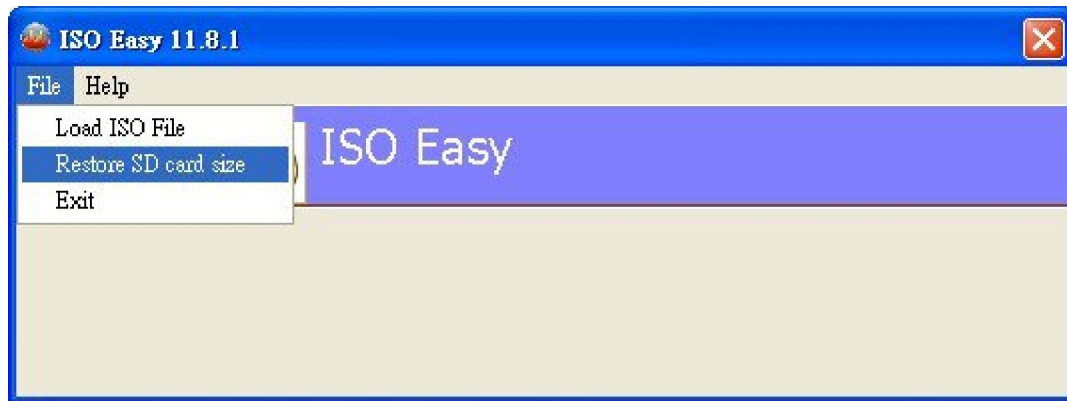 ISO Easy 11.8.1
File Help
Load ISO File
Restore SD card size
Exit
ISO Easy